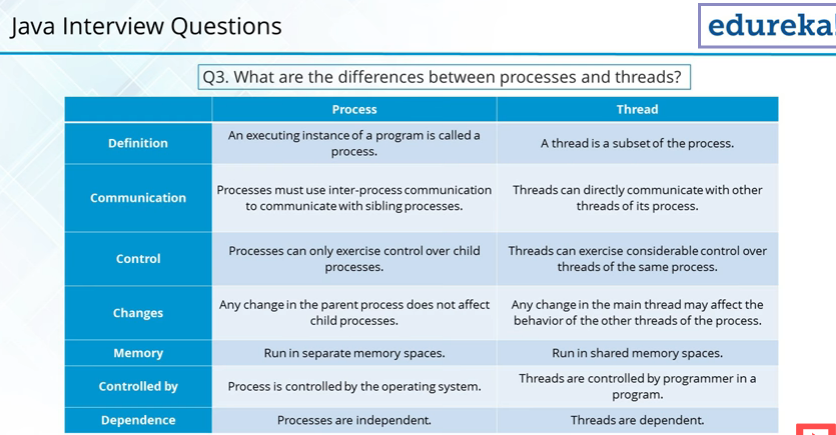 Java Interview Questions
edureka!
Q3. What are the differences between processes and threads?
Process
Thread
Definition
An executing instance of a program is called a
process.
A thread is a subset of the process.
Communication
Processes must use inter-process communication
to communicate with sibling processes.
Threads can directly communicate with other
threads of its process.
Control
Processes can only exercise control over child
processes.
Threads can exercise considerable control over
threads of the same process.
Changes
Any change in the parent process does not affect
child processes.
Any change in the main thread may affect the
behavior of the other threads of the process.
Memory
Run in separate memory spaces.
Run in shared memory spaces.
Controlled by
Process is controlled by the operating system.
Threads are controlled by programmer in a
program.
Dependence
Processes are independent.
Threads are dependent.